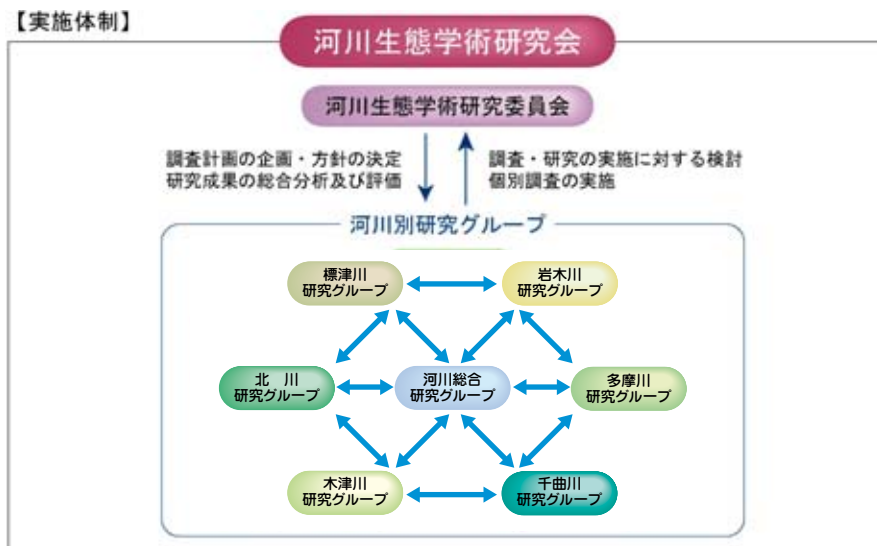 【実施体制】
河川生態学術研究会
河川生態学術研究委員会
調査計画の企画・方針の決定
研究成果の総合分析及び評価
調査・研究の実施に対する検討
個別調査の実施
河川別研究グループ
標津川
研究グループ
岩木川
研究グループ
北　川
研究グループ
河川総合
研究グループ
多摩川
研究グループ
木津川
研究グループ
千曲川
研究グループ